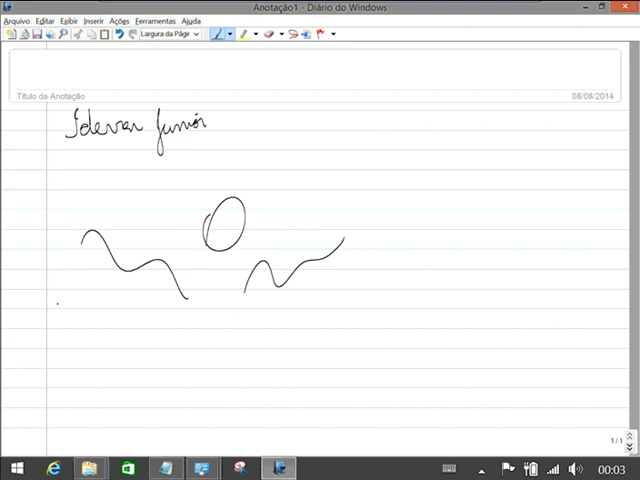 Anotação1 - Diário do Windows
Arquivo Editar Exibir Inserir Ações Ferramentas Ajuda
Largura da Págir
Título da Anotação 08/08/2014
Junior
1 / 1
00:03